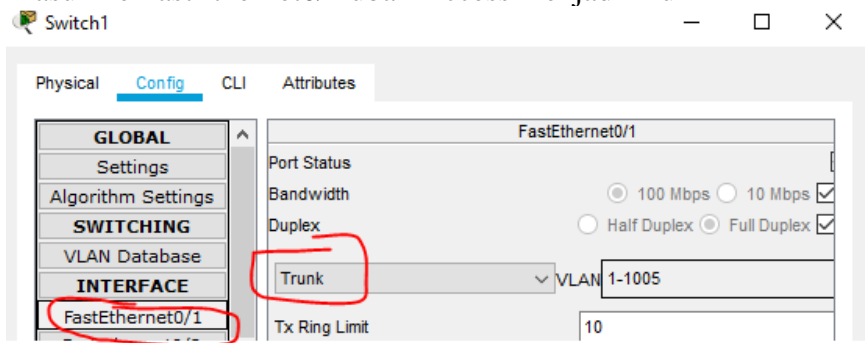 Switch1
Physical Config CLI Attributes
GLOBAL
Settings
Algorithm Settings
SWITCHING
VLAN Database
INTERFACE
FastEthernet0/1
FastEthernet0/1
Port Status
Bandwidth 100 Mbps 10 Mbps
Duplex Half Duplex Full Duplex
Trunk VLAN 1-1005
Tx Ring Limit 10